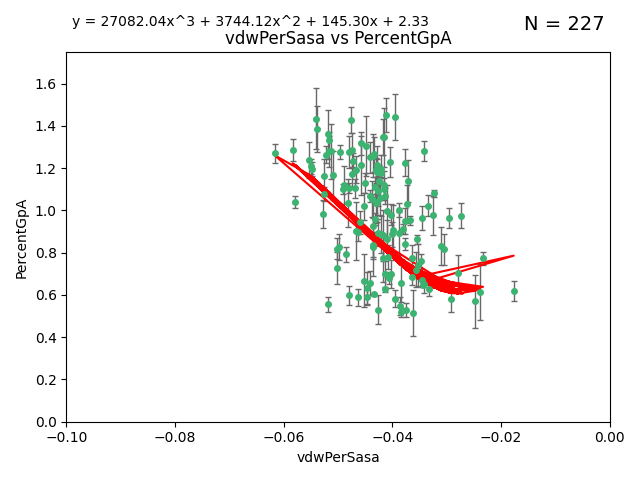 y = 27082.04x^3 + 3744.12x^2 + 145.30x + 2.33
N = 227
vdwPerSasa vs PercentGpA
1.6
1.4
1.2
1.0
0.8
0.6
0.4
0.2
0.0
PercentGpA
−0.10 −0.08 −0.06 −0.04 −0.02 0.00
vdwPerSasa